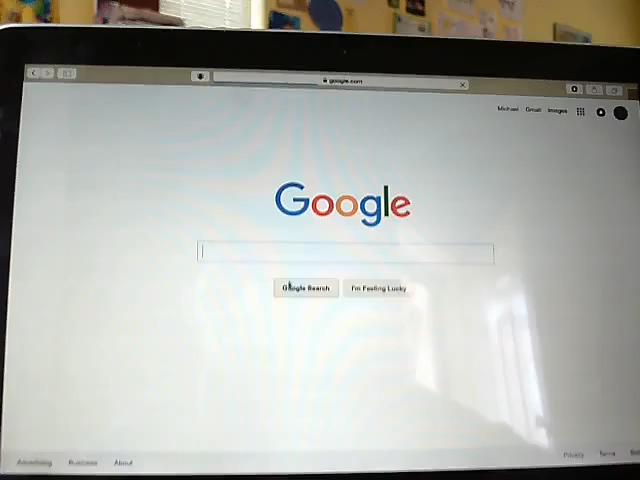 google.com
Michael Gmail Images
Google
Google Search I'm Feeling Lucky
Advertising Business About Privacy Terms